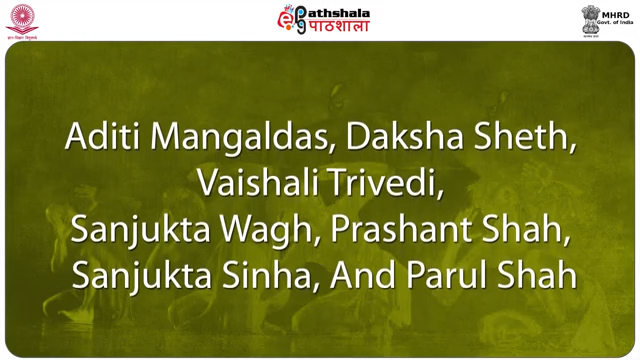 Pathshala
पाठशाला
MHRD
Govt. of India
Aditi Mangaldas, Daksha Sheth,
Vaishali Trivedi,
Sanjukta Wagh, Prashant Shah,
Sanjukta Sinha, And Parul Shah